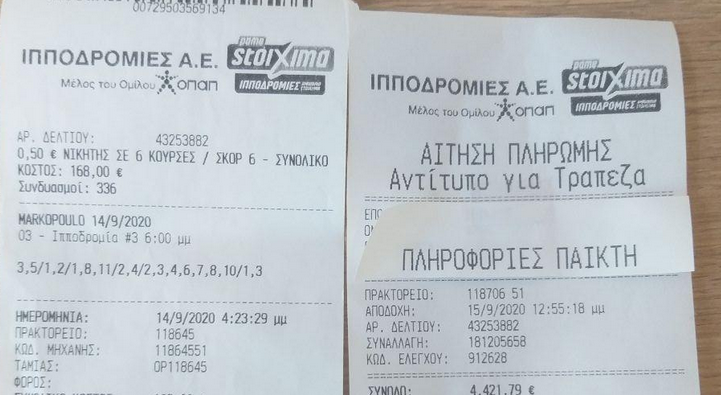 00729503569134
ΙΠΠΟΔΡΟΜΙΕΣ Α.Ε.
pame stoixima
Μέλος του Ομίλου οπαπ
ΙΠΠΟΔΡΟΜΙΕΣ
ΑΡ. ΔΕΛΤΙΟΥ: 43253882
0,50 € ΝΙΚΗΤΗΣ ΣΕ 6 ΚΟΥΡΣΕΣ / ΣΚΟΡ 6 - ΣΥΝΟΛΙΚΟ
ΚΟΣΤΟΣ: 168,00 €
Συνδυασμοί: 336
MARKOPOULO 14/9/2020
03 - Ιπποδρομία #3 6:00 μμ
3,5/1,2/1,8,11/2,4/2,3,4,6,7,8,10/1,3
ΗΜΕΡΟΜΗΝΙΑ: 14/9/2020 4:23:29 μμ
ΠΡΑΚΤΟΡΕΙΟ: 118645
ΚΩΔ. ΜΗΧΑΝΗΣ: 11864551
ΤΑΜΙΑΣ: OP118645
ΦΟΡΟΣ:
ΙΠΠΟΔΡΟΜΙΕΣ Α.Ε.
pame stoixima
Μέλος του Ομίλου οπαπ
ΙΠΠΟΔΡΟΜΙΕΣ
ΑΙΤΗΣΗ ΠΛΗΡΩΜΗΣ
Αντίτυπο για Τραπεζα
ΠΛΗΡΟΦΟΡΙΕΣ ΠΑΙΚΤΗ
ΠΡΑΚΤΟΡΕΙΟ: 118706 51
ΑΠΟΔΟΧΗ: 15/9/2020 12:55:18 μμ
ΑΡ. ΔΕΛΤΙΟΥ: 43253882
ΣΥΝΑΛΛΑΓΗ: 181205658
ΚΩΔ. ΕΛΕΓΧΟΥ: 912628
ΣΥΝΟΛΟ: 4.421,79 €